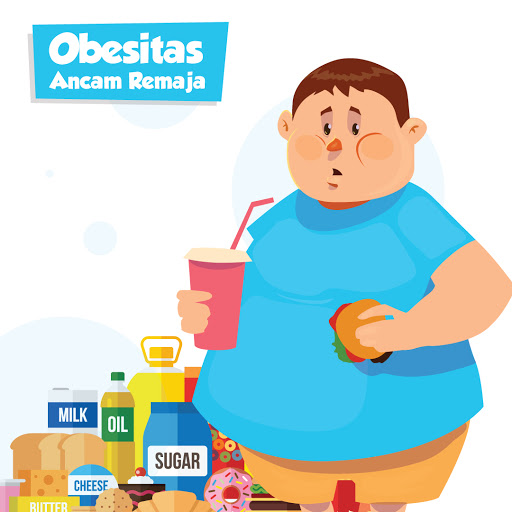 Obesitas
Ancam Remaja
MILK
OIL
SUGAR
CHEESE
BUTTER